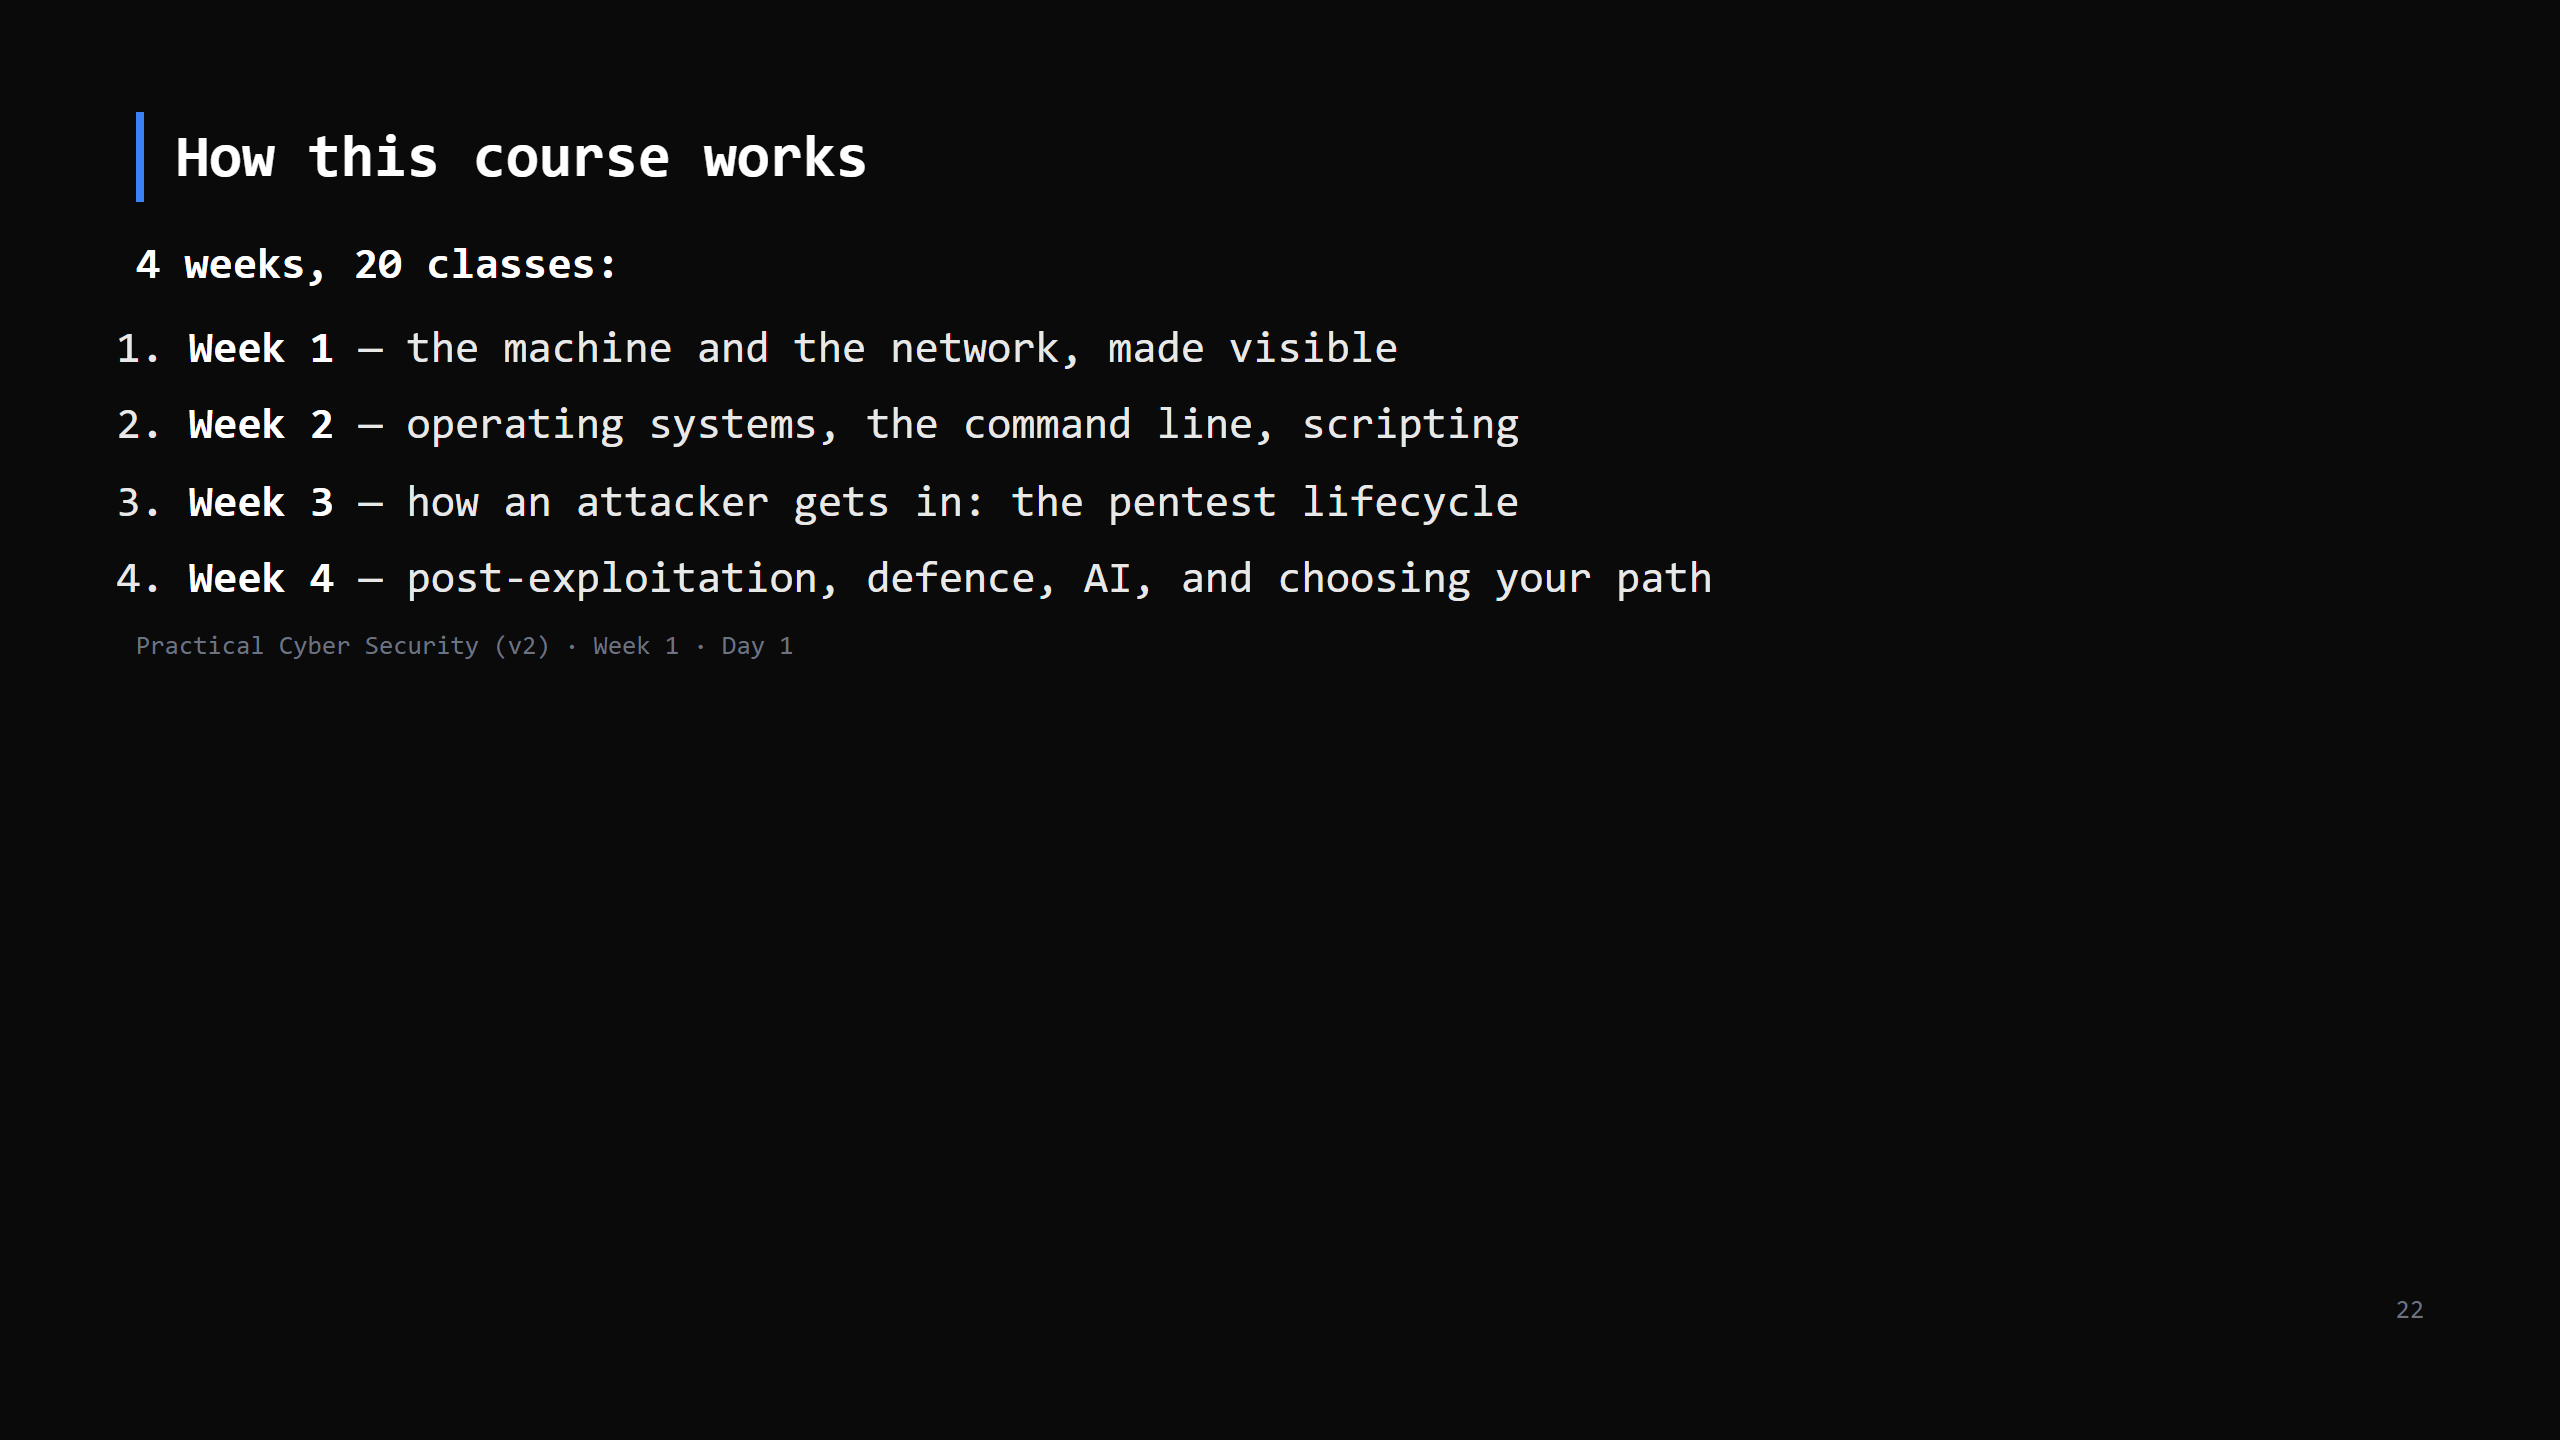 How this course works
4 weeks, 20 classes:
1. Week 1 — the machine and the network, made visible
2. Week 2 — operating systems, the command line, scripting
3. Week 3 — how an attacker gets in: the pentest lifecycle
4. Week 4 — post-exploitation, defence, AI, and choosing your path
Practical Cyber Security (v2) · Week 1 · Day 1
22